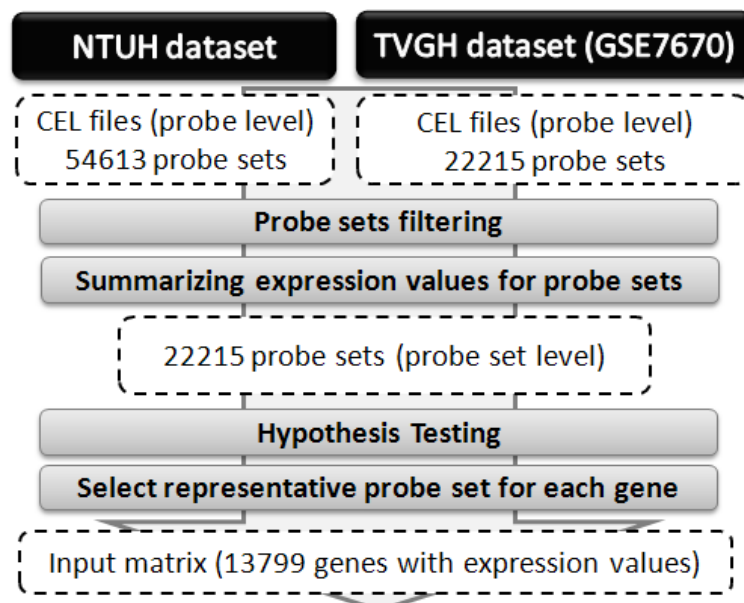 NTUH dataset
TVGH dataset (GSE7670)
CEL files (probe level)
54613 probe sets
CEL files (probe level)
22215 probe sets
Probe sets filtering
Summarizing expression values for probe sets
22215 probe sets (probe set level)
Hypothesis Testing
Select representative probe set for each gene
Input matrix (13799 genes with expression values)